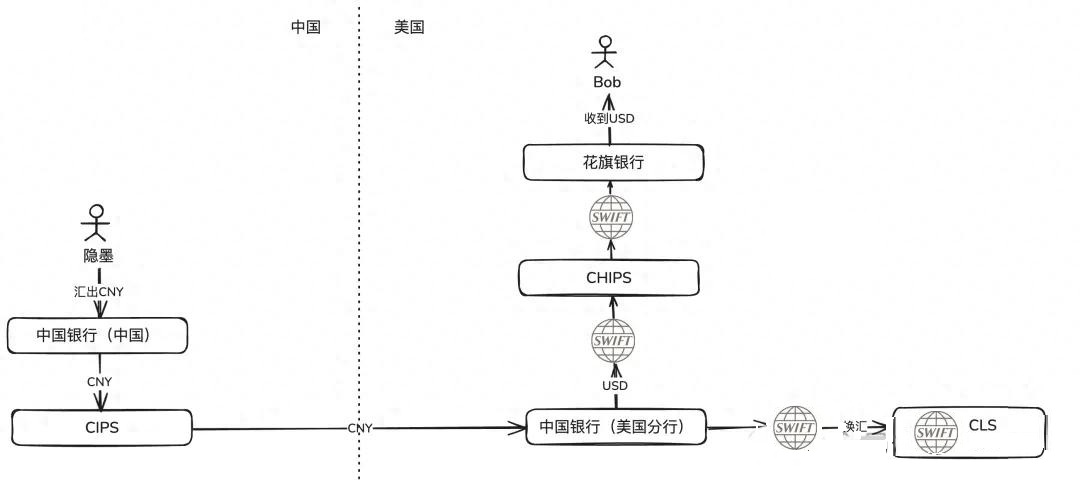 中国
美国
Bob
收到USD
花旗银行
SWIFT
隐墨
汇出CNY
CHIPS
中国银行（中国）
SWIFT
CNY
USD
CIPS
CNY
中国银行（美国分行）
SWIFT
换汇
SWIFT
CLS